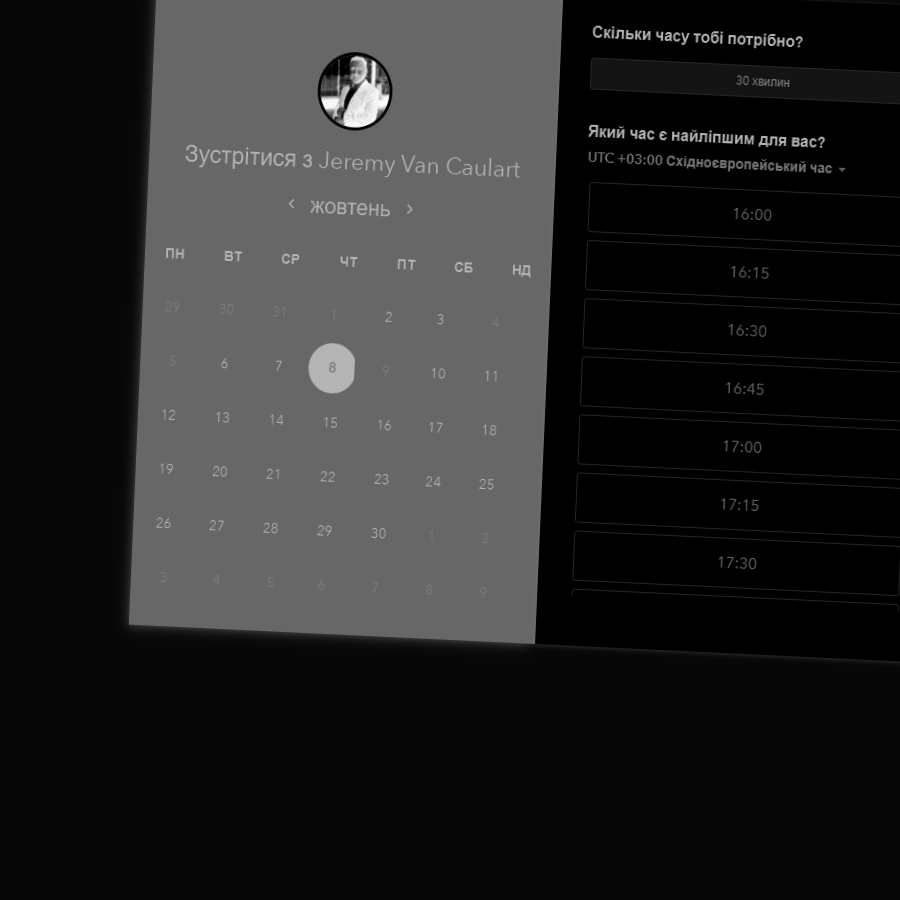 Зустрітися з Jeremy Van Caulart
‹ жовтень ›
ПН ВТ СР ЧТ ПТ СБ НД
29 30 31 1 2 3 4
5 6 7 8 9 10 11
12 13 14 15 16 17 18
19 20 21 22 23 24 25
26 27 28 29 30 1 2
3 4 5 6 7 8 9
Скільки часу тобі потрібно?
30 хвилин
Який час є найліпшим для вас?
UTC +03:00 Східноєвропейський час
16:00
16:15
16:30
16:45
17:00
17:15
17:30